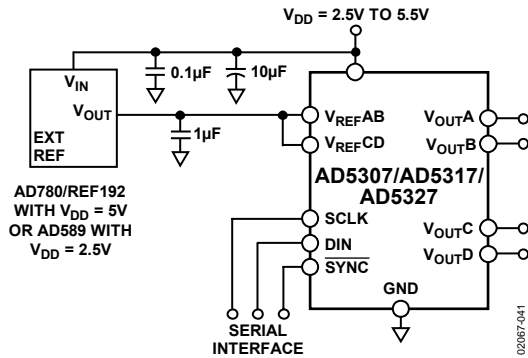 VDD = 2.5V TO 5.5V
VIN
0.1µF
10µF
VOUT
EXT
REF
1µF
VREFAB
VREFCD
VOUTA
VOUTB
AD5307/AD5317/
AD5327
AD780/REF192
WITH VDD = 5V
OR AD589 WITH
VDD = 2.5V
SCLK
DIN
SYNC
VOUTC
VOUTD
GND
SERIAL
INTERFACE
02067-041